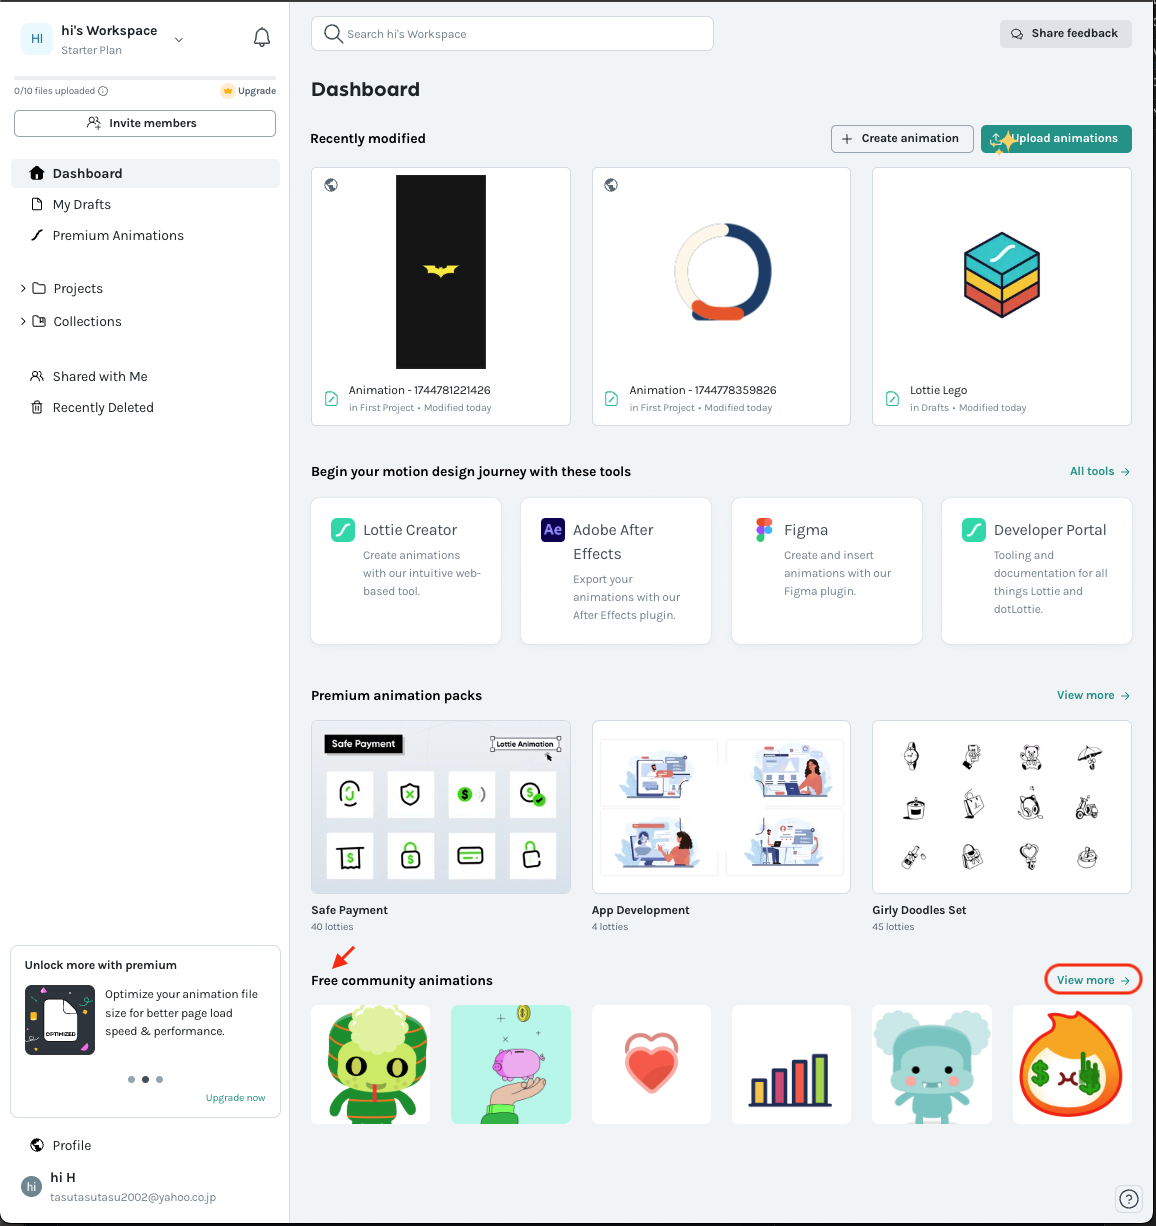 HI
hi's Workspace
Starter Plan
0/10 files uploaded
Upgrade
Invite members
Dashboard
My Drafts
Premium Animations
Projects
Collections
Shared with Me
Recently Deleted
Unlock more with premium
OPTIMIZED
Optimize your animation file
size for better page load
speed & performance.
Upgrade now
Profile
hi
hi H
tasutasutasu2002@yahoo.co.jp
Search hi's Workspace
Share feedback
Dashboard
Recently modified
Create animation
Upload animations
Animation - 1744781221426
in First Project • Modified today
Animation - 1744778359826
in First Project • Modified today
Lottie Lego
in Drafts • Modified today
Begin your motion design journey with these tools
All tools
Lottie Creator
Create animations
with our intuitive web-
based tool.
Ae
Adobe After
Effects
Export your
animations with our
After Effects plugin.
Figma
Create and insert
animations with our
Figma plugin.
Developer Portal
Tooling and
documentation for all
things Lottie and
dotLottie.
Premium animation packs
View more
Safe Payment
Lottie Animation
Safe Payment
40 lotties
App Development
4 lotties
Girly Doodles Set
45 lotties
Free community animations
View more